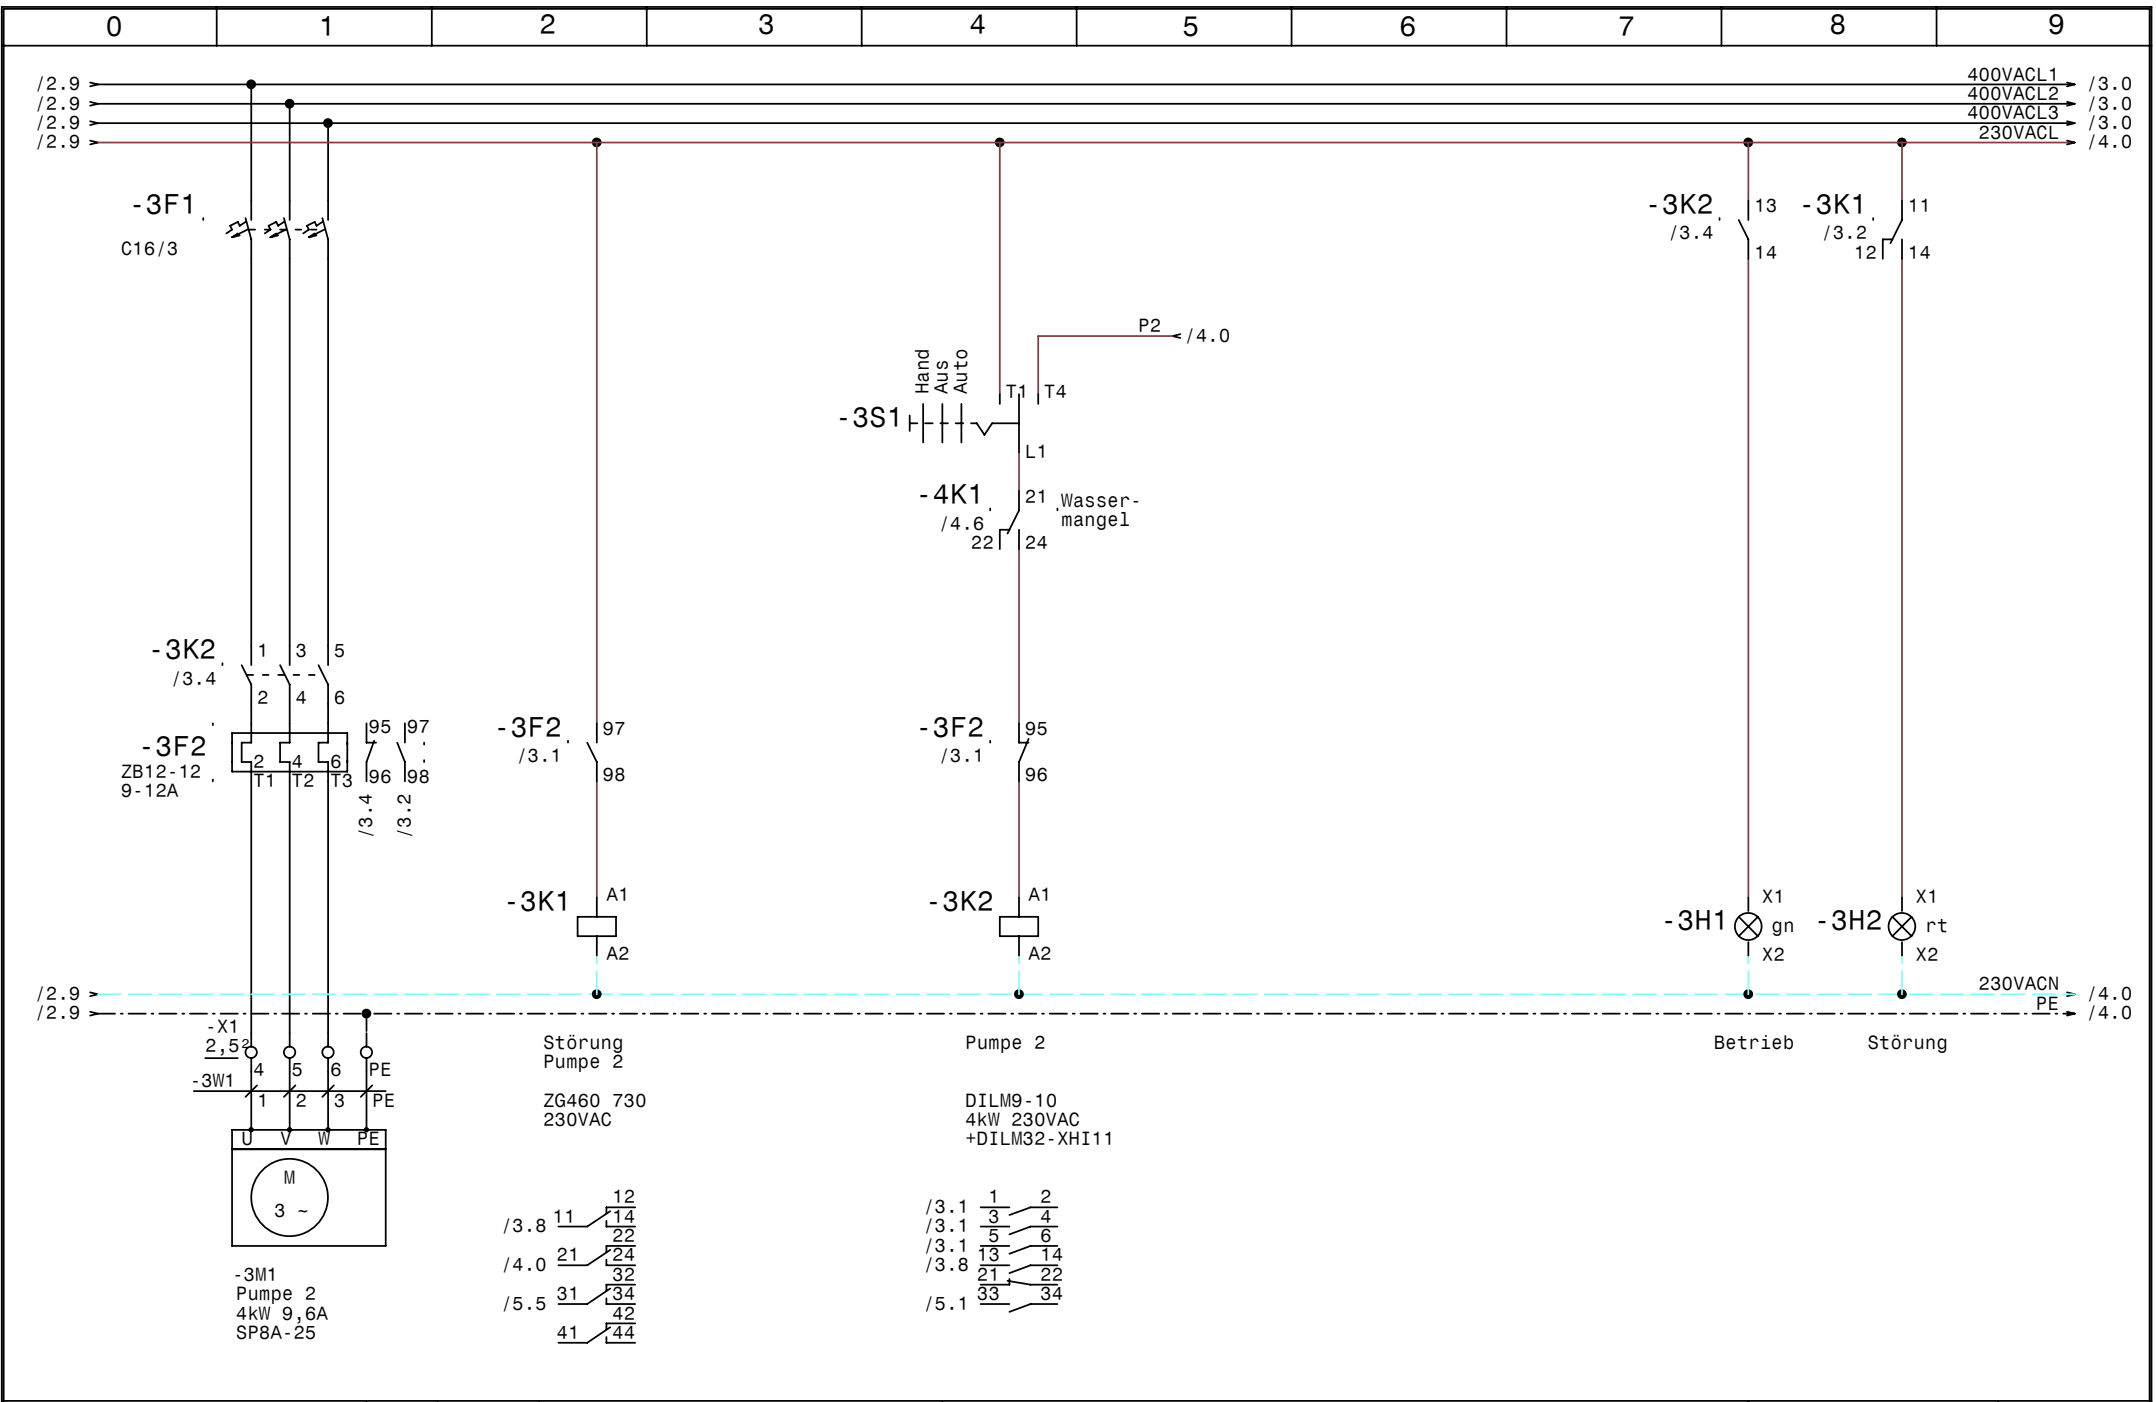 0 1 2 3 4 5 6 7 8 9
/2.9 400VACL1 /3.0
/2.9 400VACL2 /3.0
/2.9 400VACL3 /3.0
/2.9 230VACL /4.0
-3F1
C16/3
-3K2 13
/3.4
14
-3K1 11
/3.2
12 14
P2 /4.0
Hand
Aus
Auto
T1 T4
-3S1
L1
-4K1 21 Wasser-
/4.6 mangel
22 24
-3K2 1 3 5
/3.4
2 4 6
-3F2 2 4 6
ZB12-12
9-12A
T1 T2 T3
95 97
96 98
/3.4 /3.2
-3F2 97
/3.1
98
-3F2 95
/3.1
96
-3K1 A1
A2
-3K2 A1
A2
X1
-3H1 gn
X2
X1
-3H2 rt
X2
/2.9 230VACN /4.0
/2.9 PE /4.0
-X1
2,5²
4 5 6 PE
-3W1
1 2 3 PE
U V W PE
M
3 ~
-3M1
Pumpe 2
4kW 9,6A
SP8A-25
Störung
Pumpe 2
ZG460 730
230VAC
12
/3.8 11 14
22
/4.0 21 24
32
/5.5 31 34
42
41 44
Pumpe 2
DILM9-10
4kW 230VAC
+DILM32-XHI11
/3.1 1 2
/3.1 3 4
/3.1 5 6
/3.8 13 14
21 22
/5.1 33 34
Betrieb
Störung